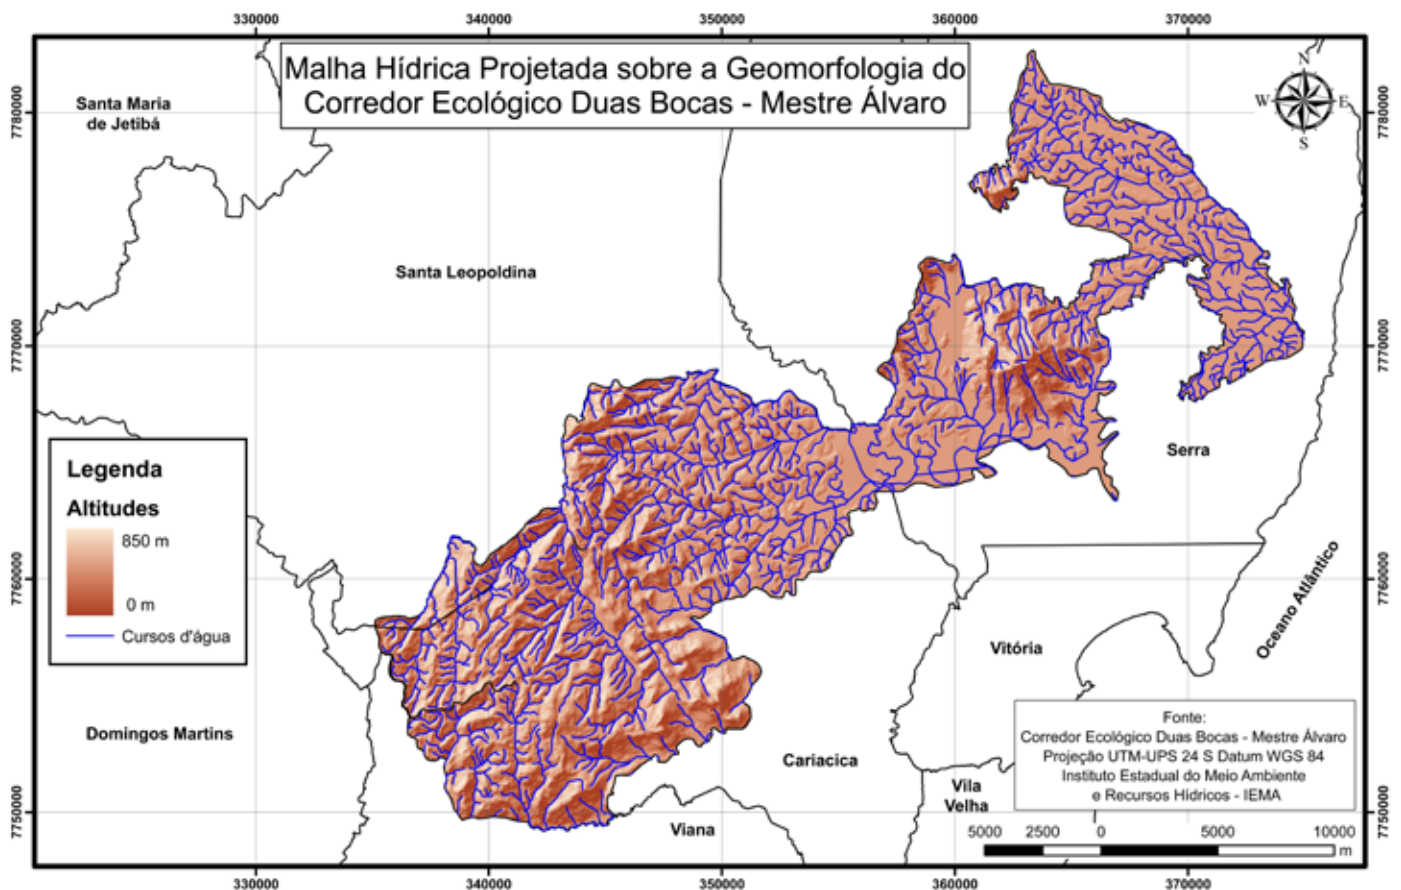 330000
340000
350000
360000
370000
Malha Hídrica Projetada sobre a Geomorfologia do
Corredor Ecológico Duas Bocas - Mestre Álvaro
N
W
E
S
7780000
7780000
Santa Maria
de Jetibá
Santa Leopoldina
7770000
7770000
Serra
Legenda
Altitudes
850 m
0 m
Cursos d'água
7760000
7760000
Oceano Atlântico
Vitória
Domingos Martins
Cariacica
Vila
Velha
Viana
Fonte:
Corredor Ecológico Duas Bocas - Mestre Álvaro
Projeção UTM-UPS 24 S Datum WGS 84
Instituto Estadual do Meio Ambiente
e Recursos Hídricos - IEMA
7750000
7750000
5000
2500
0
5000
10000
m
330000
340000
350000
360000
370000